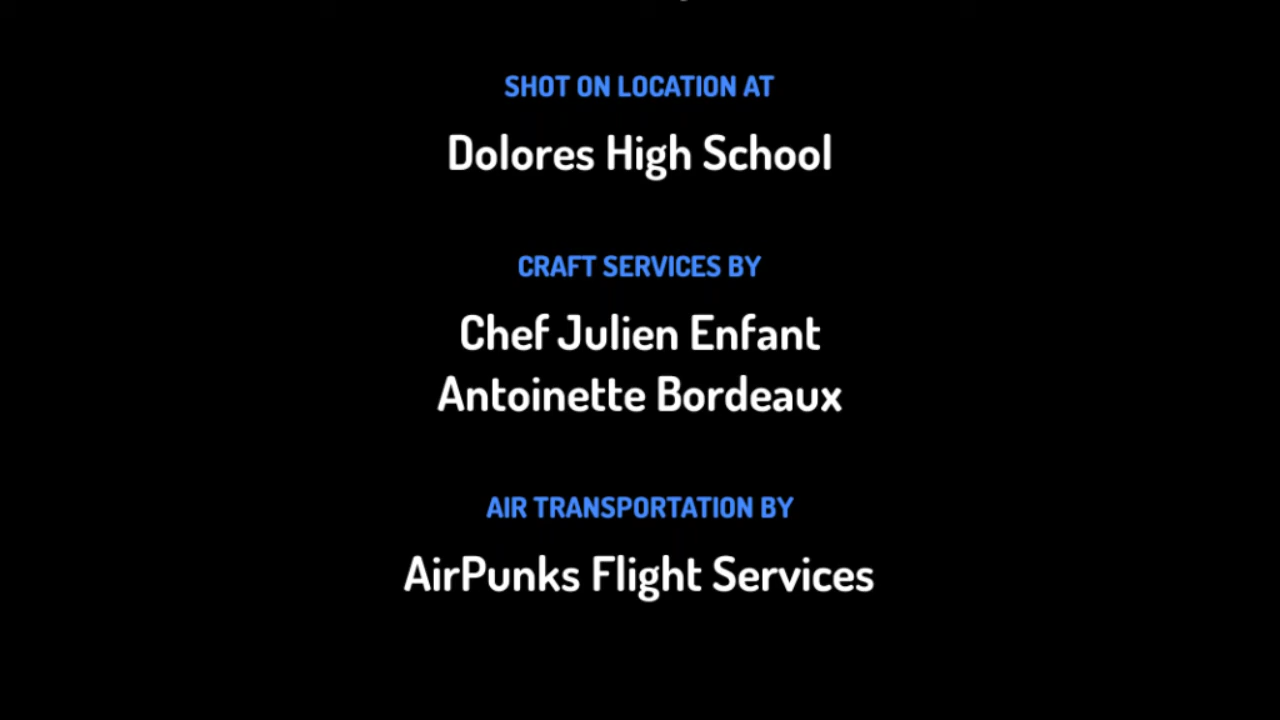 SHOT ON LOCATION AT
Dolores High School
CRAFT SERVICES BY
Chef Julien Enfant
Antoinette Bordeaux
AIR TRANSPORTATION BY
AirPunks Flight Services